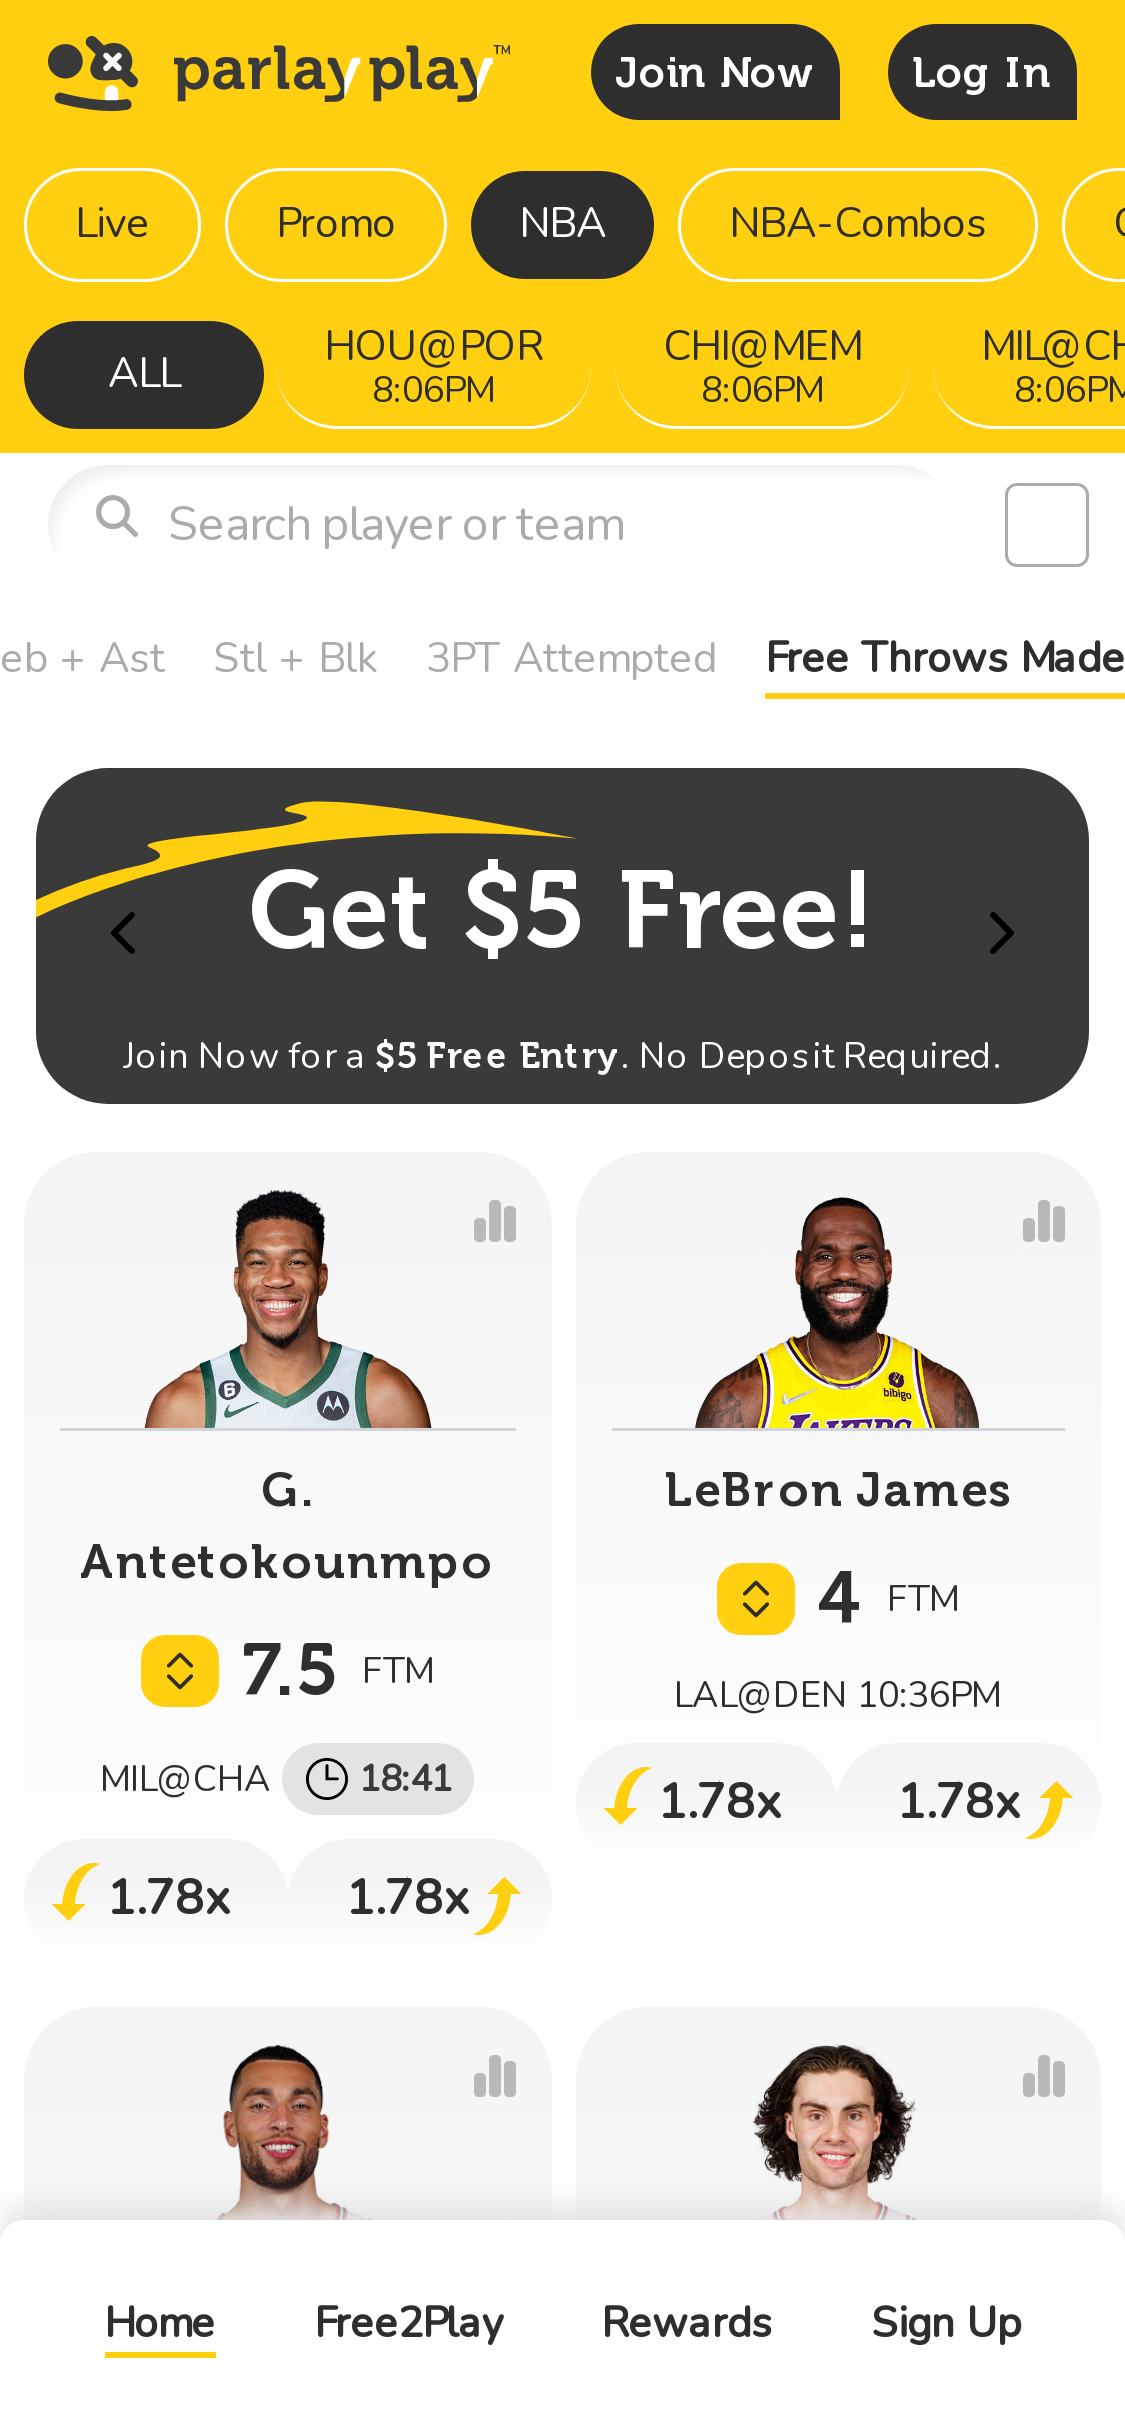 parlayplay™
Join Now
Log In
Live
Promo
NBA
NBA-Combos
ALL
HOU@POR
8:06PM
CHI@MEM
8:06PM
MIL@CH
8:06PM
Search player or team
eb + Ast
Stl + Blk
3PT Attempted
Free Throws Made
Get $5 Free!
Join Now for a $5 Free Entry. No Deposit Required.
6
bibigo
LAKERS
G.
Antetokounmpo
7.5 FTM
MIL@CHA 18:41
1.78x
1.78x
LeBron James
4 FTM
LAL@DEN 10:36PM
1.78x
1.78x
Home
Free2Play
Rewards
Sign Up